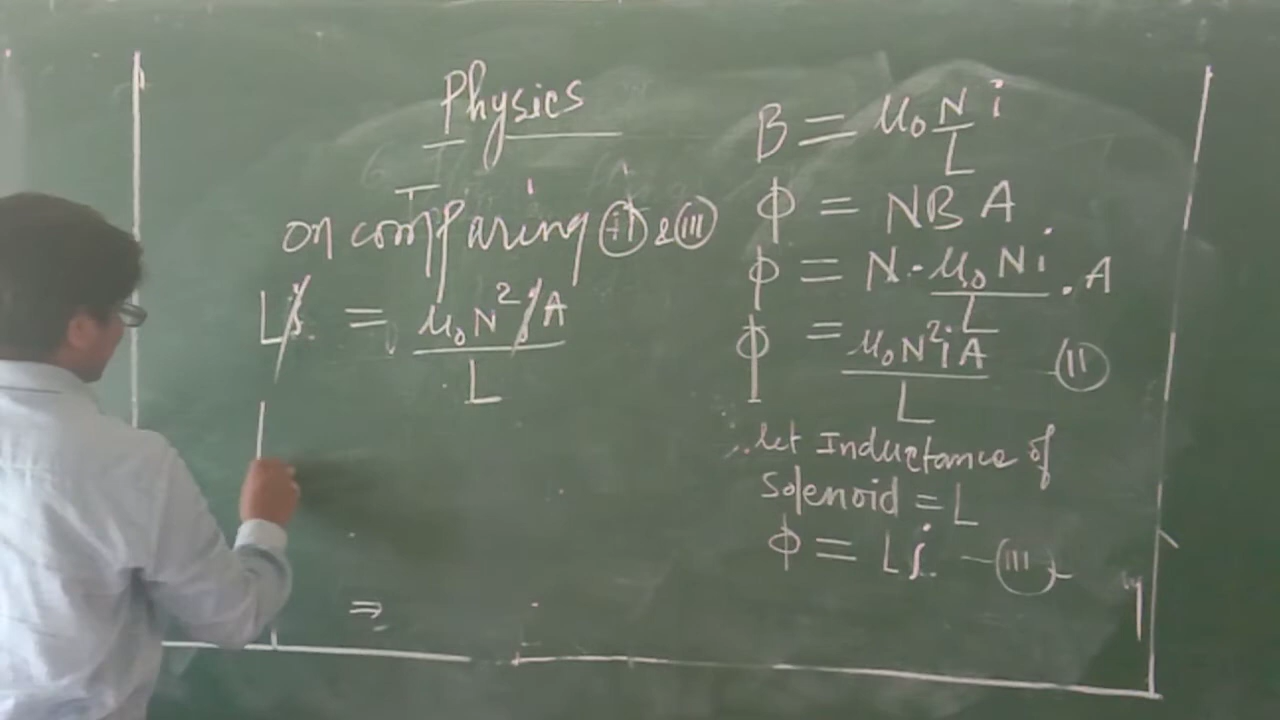 Physics
on comparing (ii) & (III)
Li = μ₀N²iA / L
⇒
B = μ₀ N/L i
Φ = NBA
ϕ = N · μ₀Ni/L . A
ϕ = μ₀N²iA / L (II)
let Inductance of
Solenoid = L
ϕ = Li — (III)